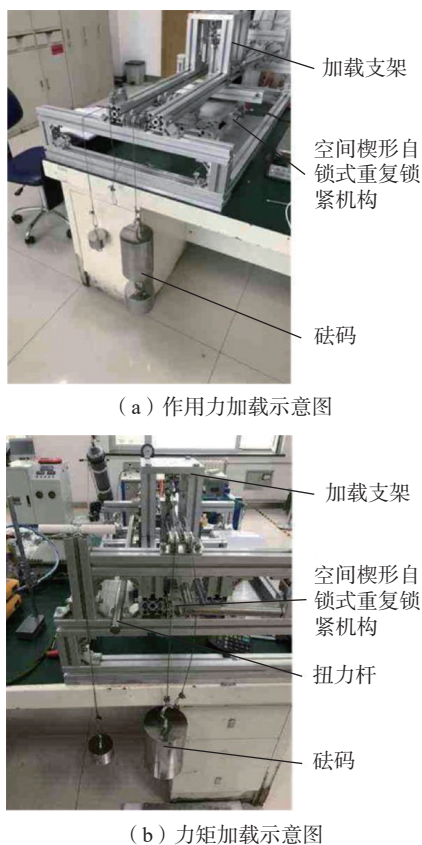 加载支架
空间楔形自
锁式重复锁
紧机构
砝码
（a）作用力加载示意图
加载支架
空间楔形自
锁式重复锁
紧机构
扭力杆
砝码
（b）力矩加载示意图